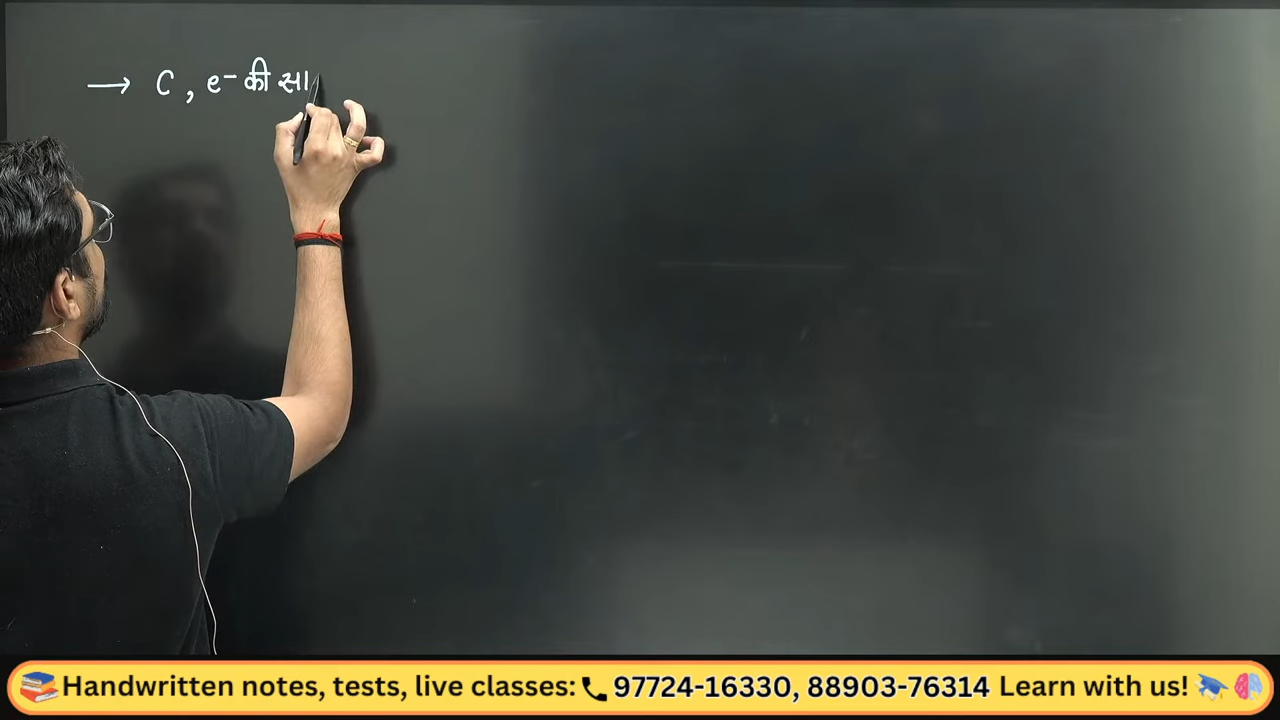 → C, e⁻ की सा
📚Handwritten notes, tests, live classes:📞97724-16330, 88903-76314 Learn with us!🎓🧠